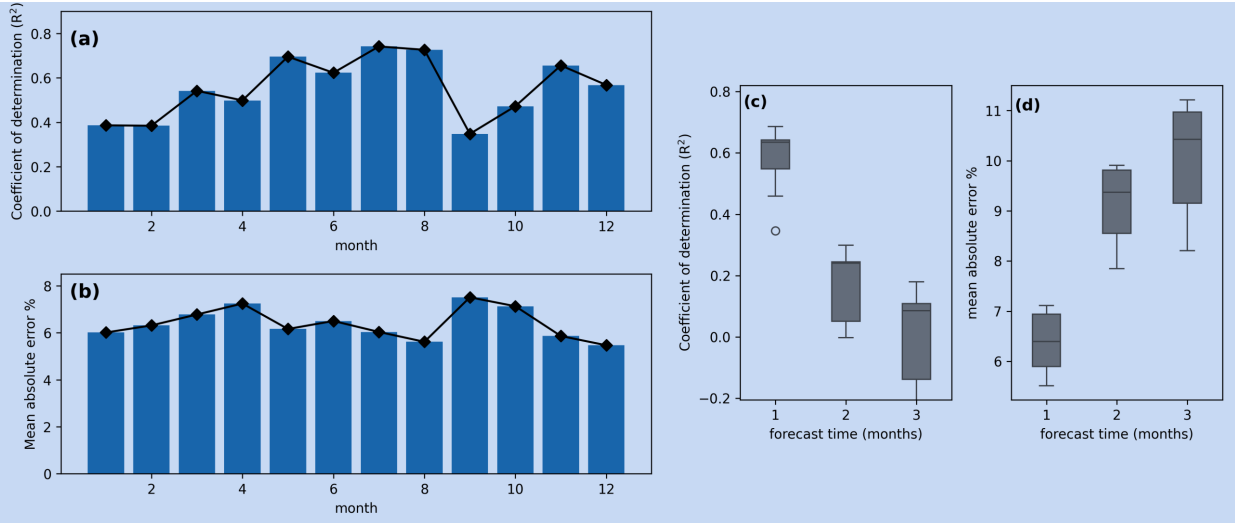 (a)
Coefficient of determination (R²)
0.8
0.6
0.4
0.2
0.0
2 4 6 8 10 12
month
(b)
Mean absolute error %
8
6
4
2
0
2 4 6 8 10 12
month
(c)
Coefficient of determination (R²)
0.8
0.6
0.4
0.2
0.0
−0.2
1 2 3
forecast time (months)
(d)
mean absolute error %
11
10
9
8
7
6
1 2 3
forecast time (months)